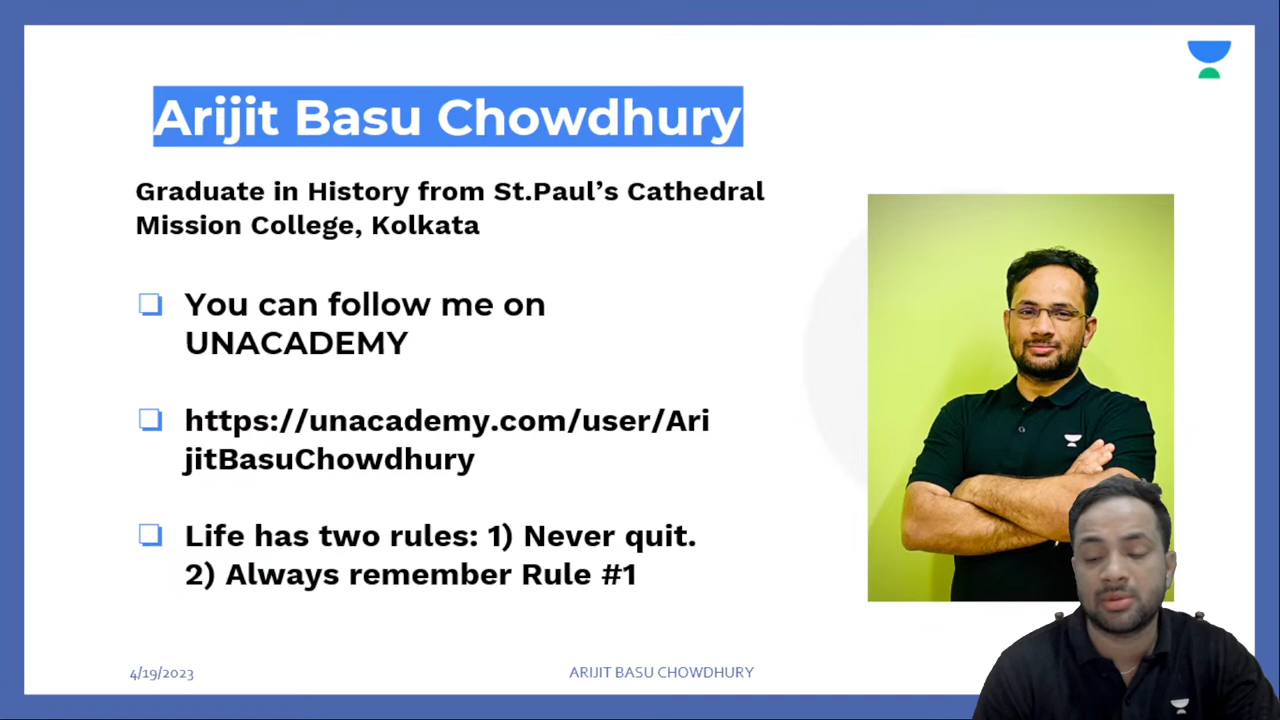 Arijit Basu Chowdhury
Graduate in History from St.Paul’s Cathedral
Mission College, Kolkata
You can follow me on
UNACADEMY
https://unacademy.com/user/Ari
jitBasuChowdhury
Life has two rules: 1) Never quit.
2) Always remember Rule #1
4/19/2023
ARIJIT BASU CHOWDHURY